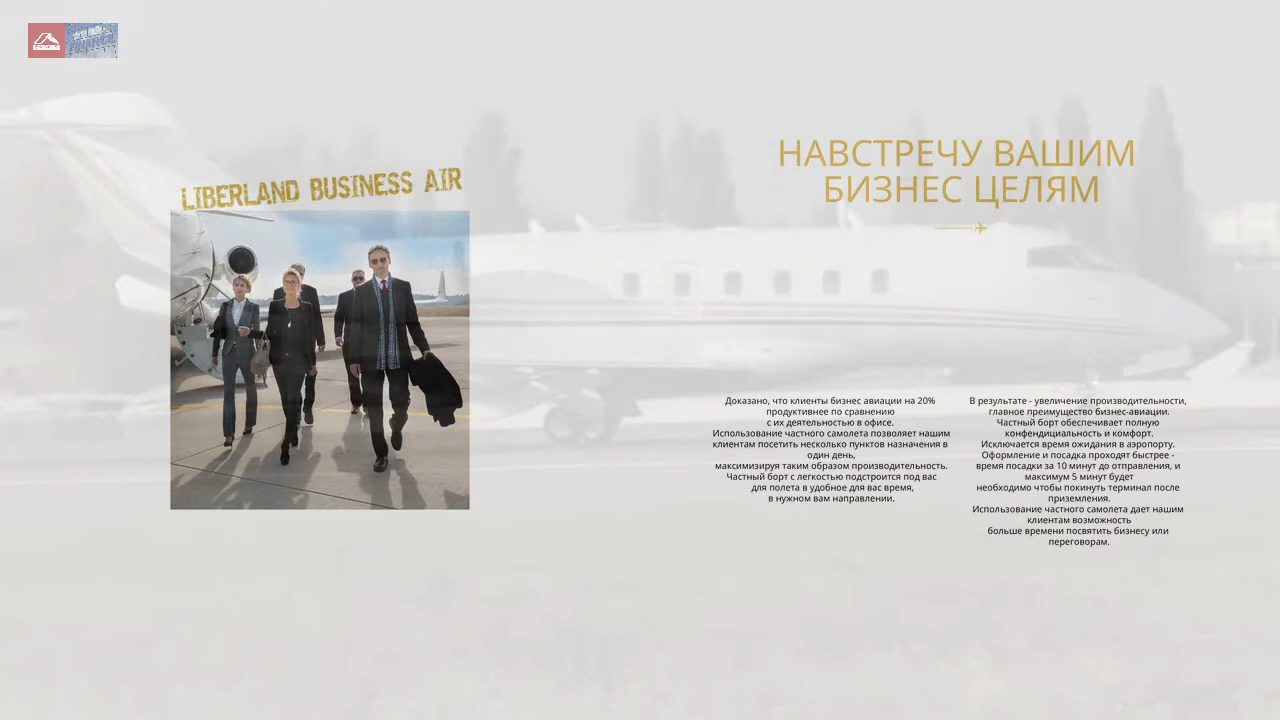 FINANCE
LIBERLAND BUSINESS AIR
НАВСТРЕЧУ ВАШИМ
БИЗНЕС ЦЕЛЯМ
Доказано, что клиенты бизнес авиации на 20%
продуктивнее по сравнению
с их деятельностью в офисе.
Использование частного самолета позволяет нашим
клиентам посетить несколько пунктов назначения в
один день,
максимизируя таким образом производительность.
Частный борт с легкостью подстроится под вас
для полета в удобное для вас время,
в нужном вам направлении.
В результате - увеличение производительности,
главное преимущество бизнес-авиации.
Частный борт обеспечивает полную
конфендициальность и комфорт.
Исключается время ожидания в аэропорту.
Оформление и посадка проходят быстрее -
время посадки за 10 минут до отправления, и
максимум 5 минут будет
необходимо чтобы покинуть терминал после
приземления.
Использование частного самолета дает нашим
клиентам возможность
больше времени посвятить бизнесу или
переговорам.